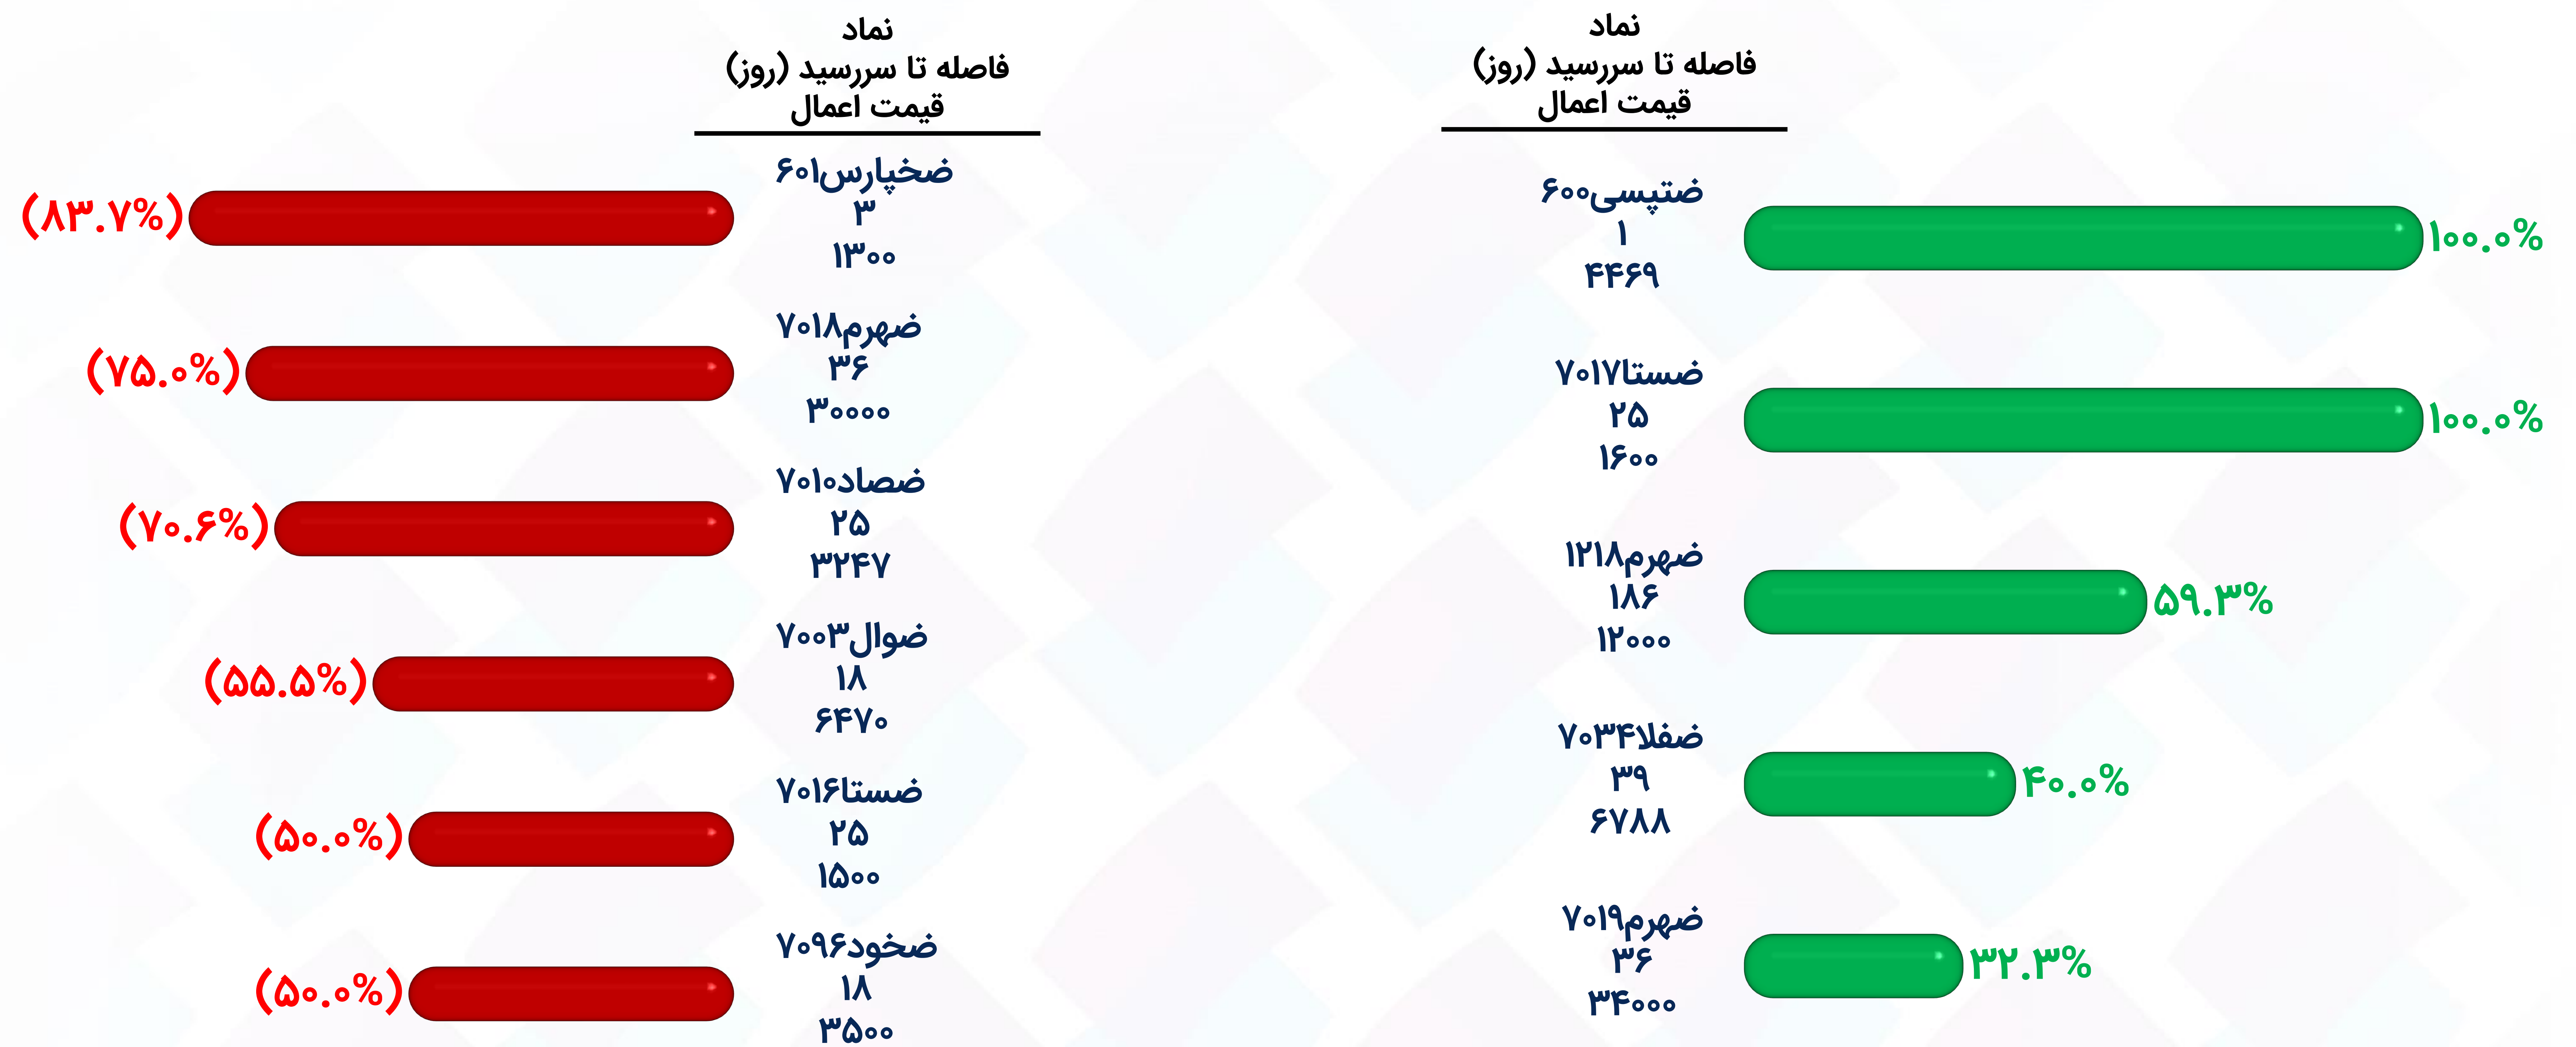 نماد
فاصله تا سررسید (روز)
قیمت اعمال
ضتپسی۶۰۰
۱
۴۴۶۹
۱۰۰.۰%
ضستا۷۰۱۷
۲۵
۱۶۰۰
۱۰۰.۰%
ضهرم۱۲۱۸
۱۸۶
۱۲۰۰۰
۵۹.۳%
ضفلا۷۰۳۴
۳۹
۶۷۸۸
۴۰.۰%
ضهرم۷۰۱۹
۳۶
۳۴۰۰۰
۳۲.۳%
نماد
فاصله تا سررسید (روز)
قیمت اعمال
ضخپارس۶۰۱
۳
۱۳۰۰
(۸۳.۷%)
ضهرم۷۰۱۸
۳۶
۳۰۰۰۰
(۷۵.۰%)
ضصاد۷۰۱۰
۲۵
۳۲۴۷
(۷۰.۶%)
ضوال۷۰۰۳
۱۸
۶۴۷۰
(۵۵.۵%)
ضستا۷۰۱۶
۲۵
۱۵۰۰
(۵۰.۰%)
ضخود۷۰۹۶
۱۸
۳۵۰۰
(۵۰.۰%)